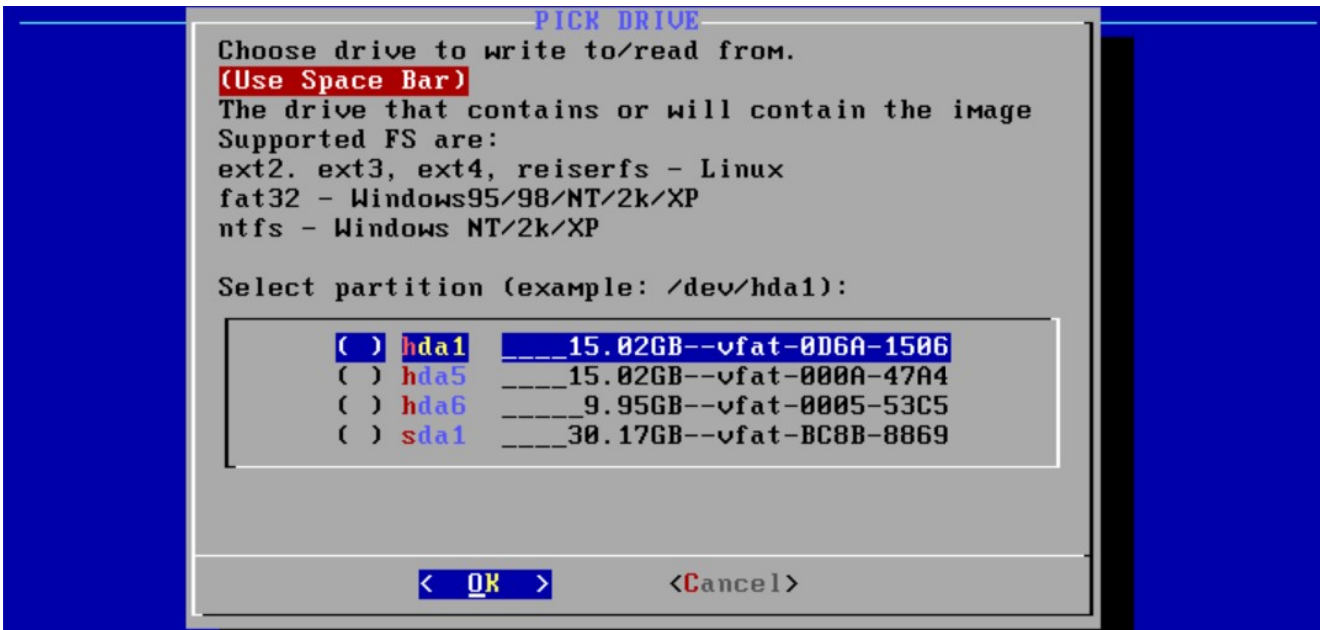 PICK DRIVE
Choose drive to write to/read from.
(Use Space Bar)
The drive that contains or will contain the image
Supported FS are:
ext2. ext3, ext4, reiserfs - Linux
fat32 - Windows95/98/NT/2k/XP
ntfs - Windows NT/2k/XP
Select partition (example: /dev/hda1):
( ) hda1 ____15.02GB--vfat-0D6A-1506
( ) hda5 ____15.02GB--vfat-000A-47A4
( ) hda6 _____9.95GB--vfat-0005-53C5
( ) sda1 ____30.17GB--vfat-BC8B-8869
< OK > <Cancel>